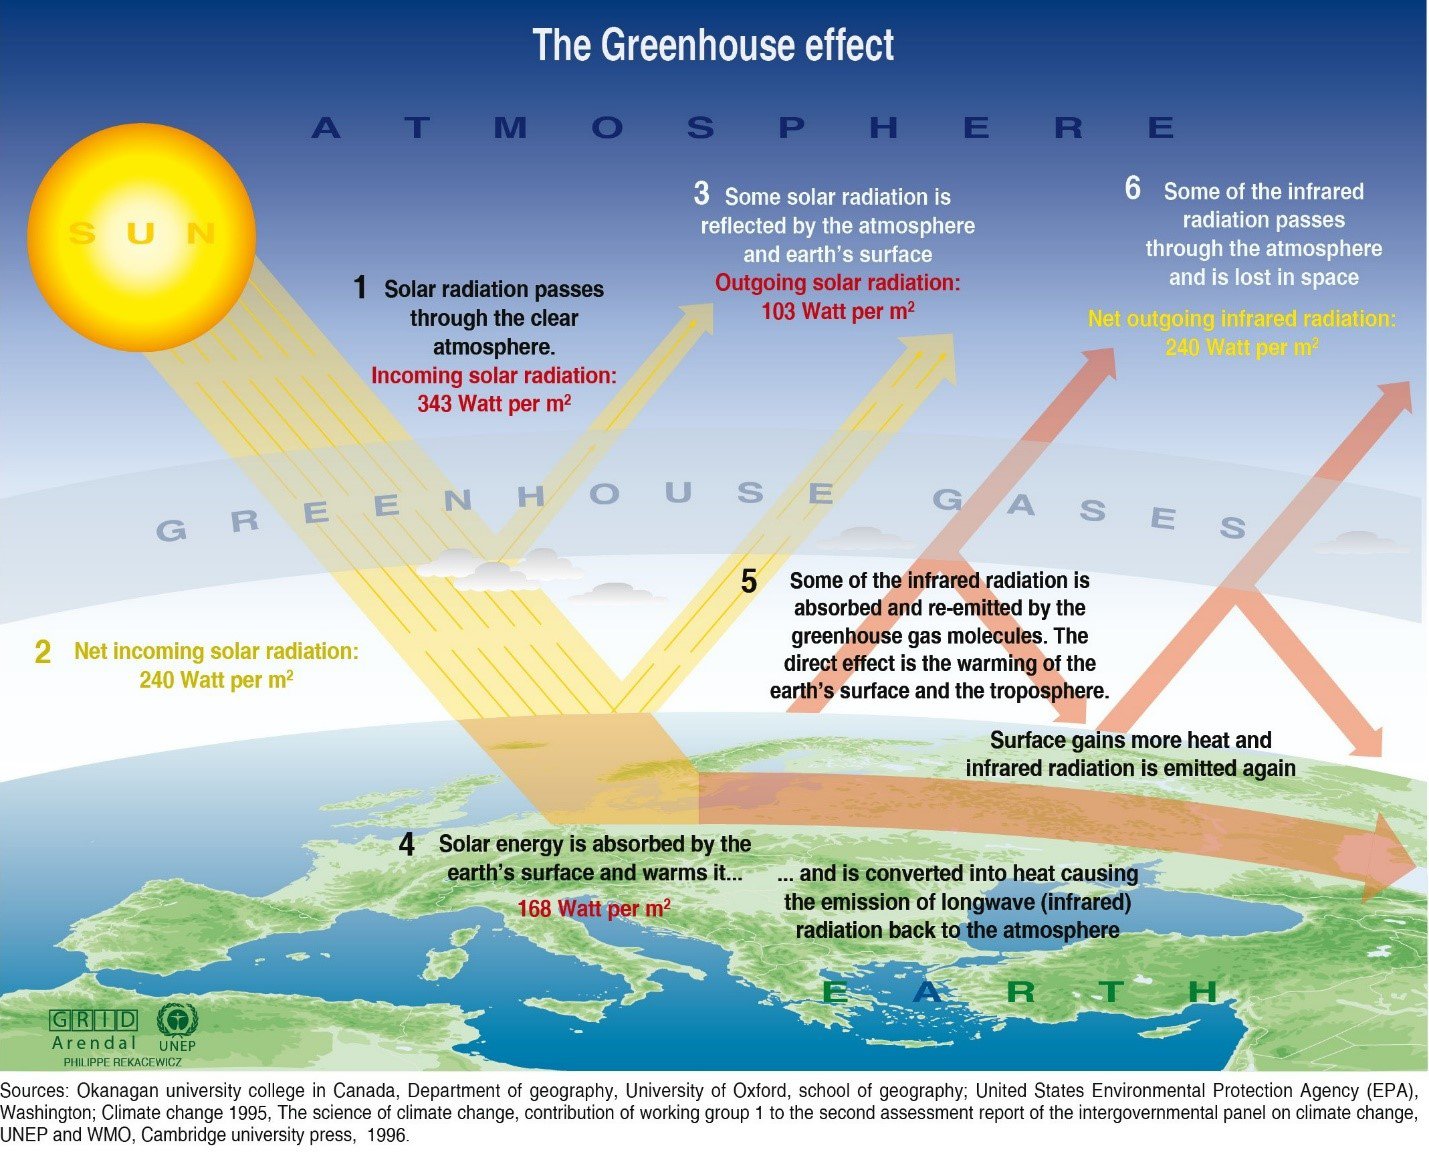 The Greenhouse effect
A T M O S P H E R E
S U N
1 Solar radiation passes
through the clear
atmosphere.
Incoming solar radiation:
343 Watt per m²
3 Some solar radiation is
reflected by the atmosphere
and earth's surface
Outgoing solar radiation:
103 Watt per m²
6 Some of the infrared
radiation passes
through the atmosphere
and is lost in space
Net outgoing infrared radiation:
240 Watt per m²
G R E E N H O U S E G A S E S
2 Net incoming solar radiation:
240 Watt per m²
5 Some of the infrared radiation is
absorbed and re-emitted by the
greenhouse gas molecules. The
direct effect is the warming of the
earth's surface and the troposphere.
Surface gains more heat and
infrared radiation is emitted again
4 Solar energy is absorbed by the
earth's surface and warms it...
168 Watt per m²
... and is converted into heat causing
the emission of longwave (infrared)
radiation back to the atmosphere
E A R T H
GRID
Arendal
UNEP
PHILIPPE REKACEWICZ
Sources: Okanagan university college in Canada, Department of geography, University of Oxford, school of geography; United States Environmental Protection Agency (EPA),
Washington; Climate change 1995, The science of climate change, contribution of working group 1 to the second assessment report of the intergovernmental panel on climate change,
UNEP and WMO, Cambridge university press, 1996.